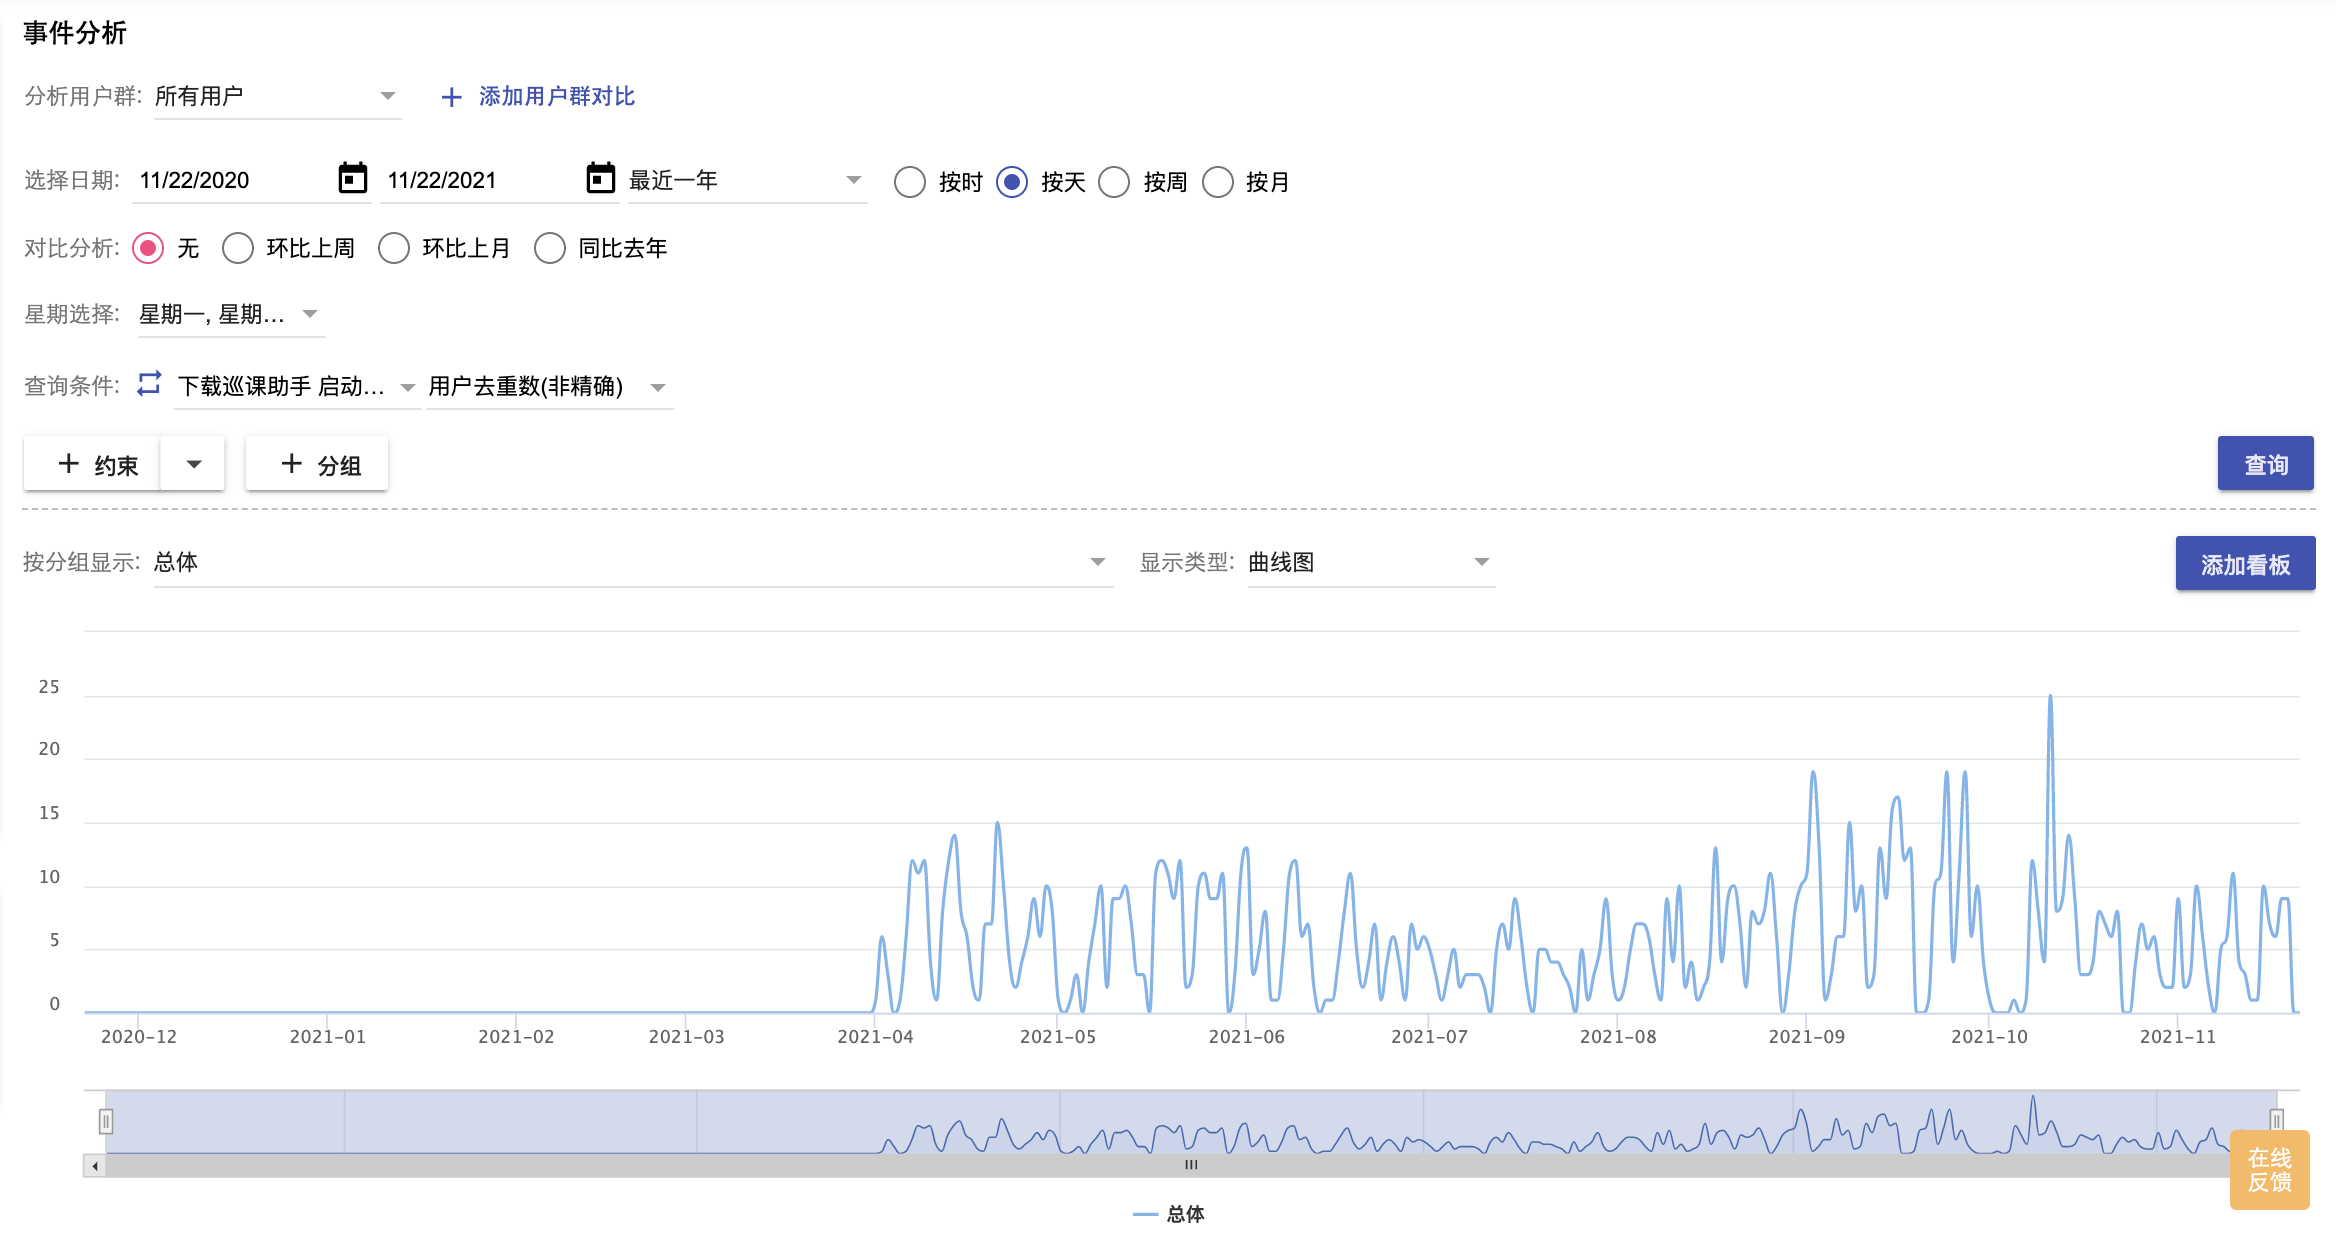 事件分析
分析用户群: 所有用户 + 添加用户群对比
选择日期: 11/22/2020 11/22/2021 最近一年 按时 按天 按周 按月
对比分析: 无 环比上周 环比上月 同比去年
星期选择: 星期一, 星期...
查询条件: 下载巡课助手 启动... 用户去重数(非精确)
+ 约束 + 分组 查询
按分组显示: 总体 显示类型: 曲线图 添加看板
25
20
15
10
5
0
2020-12 2021-01 2021-02 2021-03 2021-04 2021-05 2021-06 2021-07 2021-08 2021-09 2021-10 2021-11
在线
反馈
总体